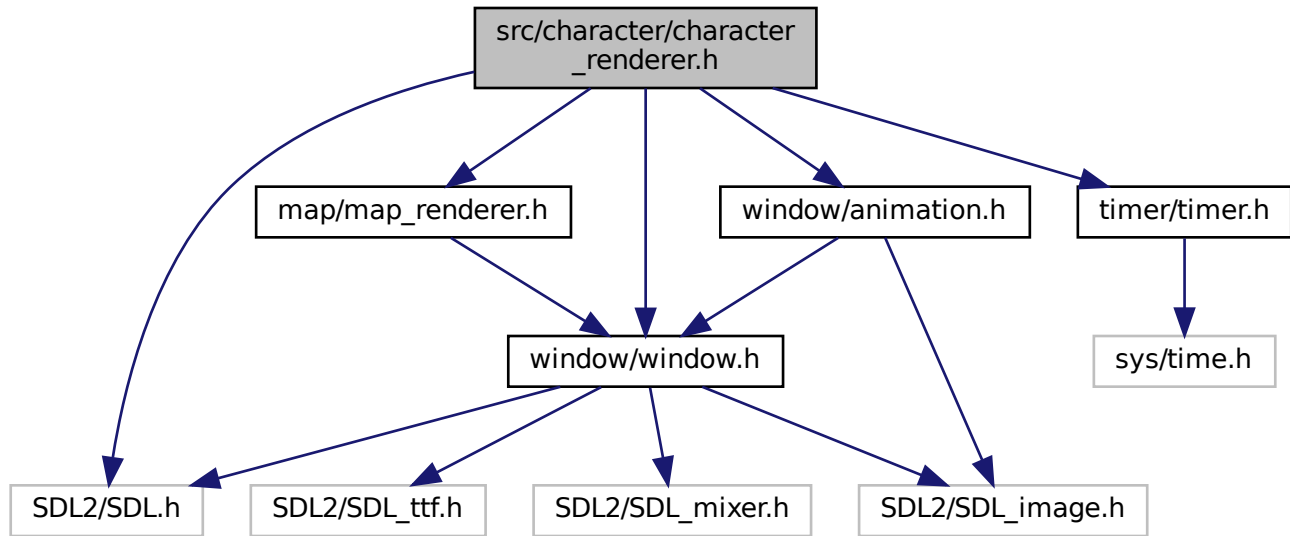 src/character/character
_renderer.h
map/map_renderer.h
window/animation.h
timer/timer.h
window/window.h
sys/time.h
SDL2/SDL.h
SDL2/SDL_ttf.h
SDL2/SDL_mixer.h
SDL2/SDL_image.h